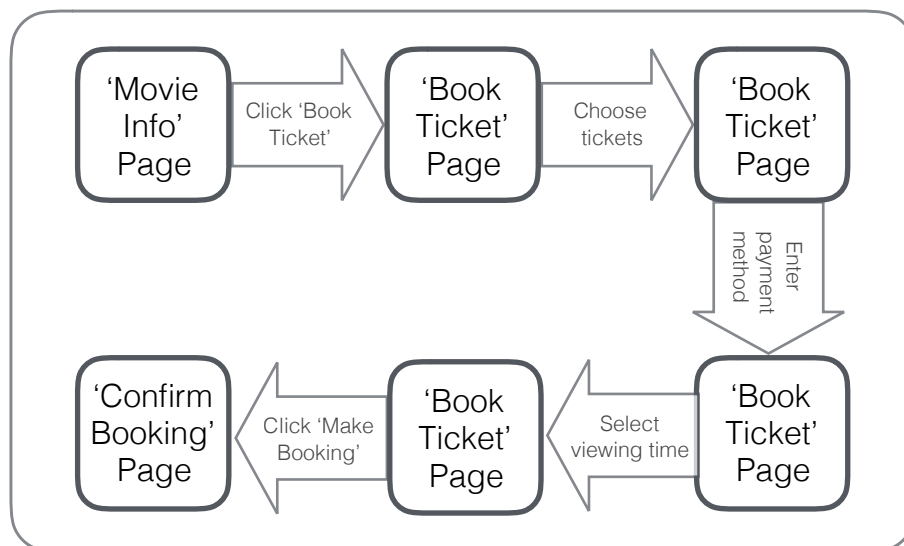 ‘Movie
Info’
Page
Click ‘Book
Ticket’
‘Book
Ticket’
Page
Choose
tickets
‘Book
Ticket’
Page
Enter
payment
method
‘Book
Ticket’
Page
Select
viewing time
‘Book
Ticket’
Page
Click ‘Make
Booking’
‘Confirm
Booking’
Page